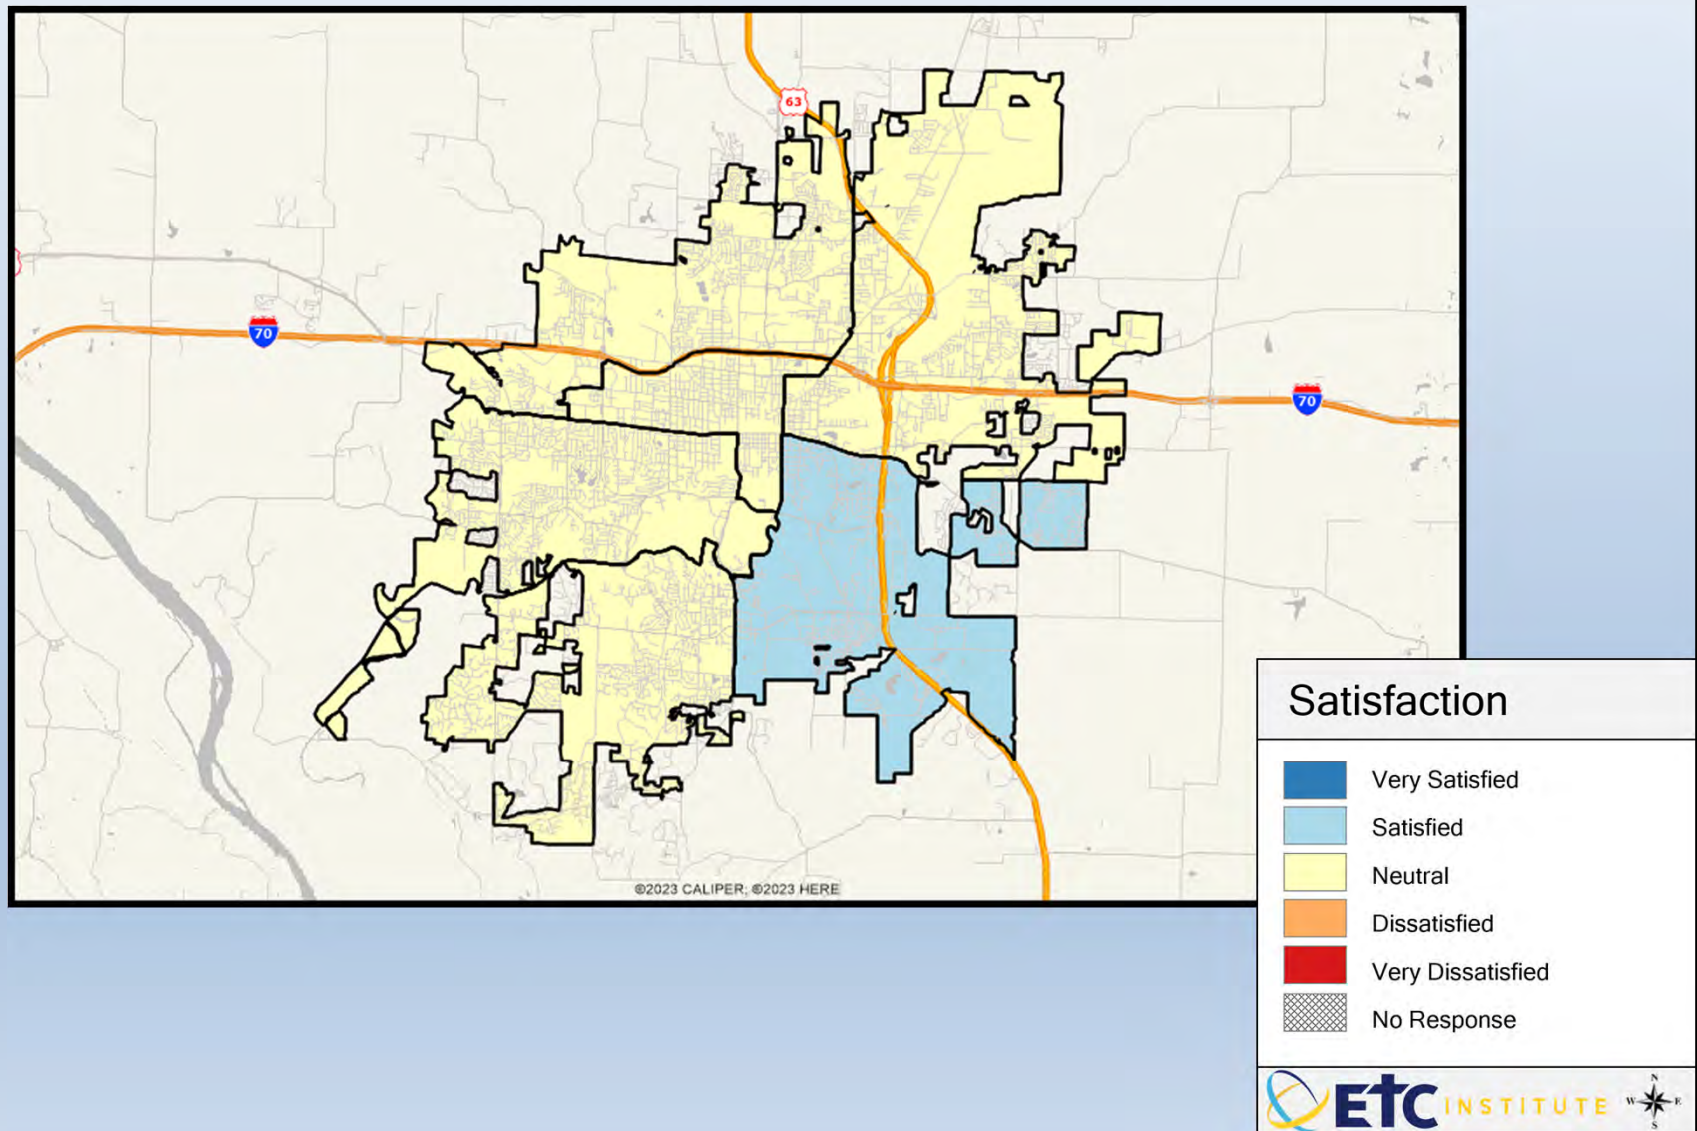 63
70
70
©2023 CALIPER; ©2023 HERE
Satisfaction
Very Satisfied
Satisfied
Neutral
Dissatisfied
Very Dissatisfied
No Response
ETC INSTITUTE
N
W E
S